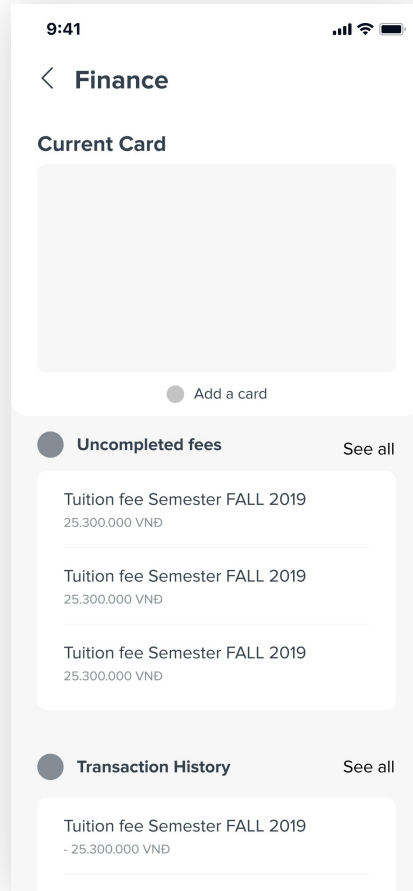 9:41
Finance
Current Card
Add a card
Uncompleted fees
See all
Tuition fee Semester FALL 2019
25.300.000 VNĐ
Tuition fee Semester FALL 2019
25.300.000 VNĐ
Tuition fee Semester FALL 2019
25.300.000 VNĐ
Transaction History
See all
Tuition fee Semester FALL 2019
- 25.300.000 VNĐ